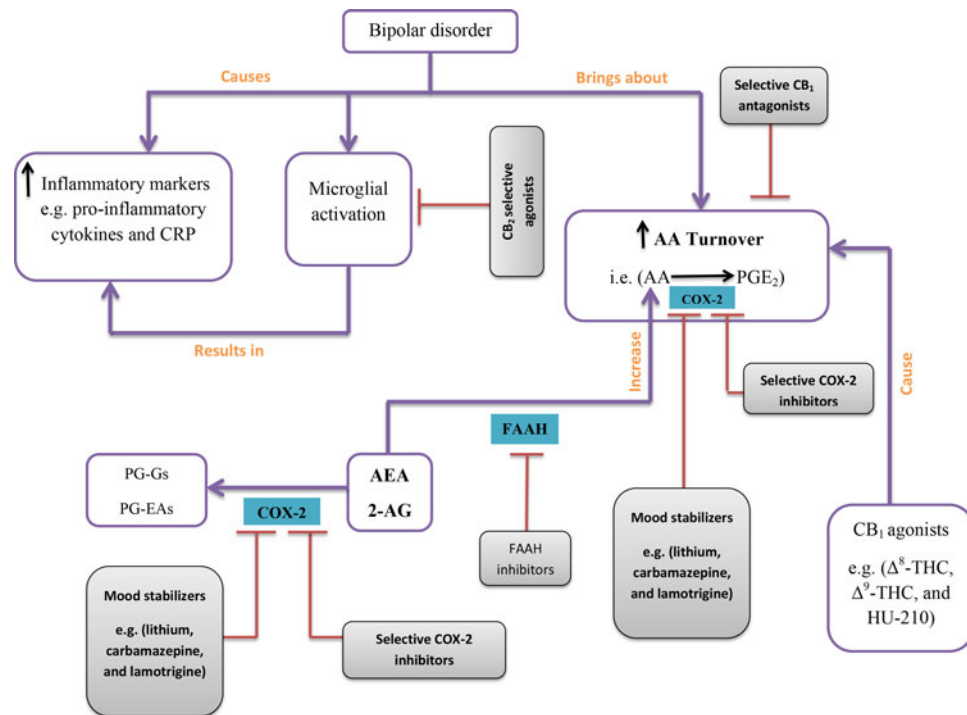 Bipolar disorder
Causes
Brings about
Selective CB₁
antagonists
Inflammatory markers
e.g. pro-inflammatory
cytokines and CRP
Microglial
activation
CB₂ selective
agonists
AA Turnover
i.e. (AA PGE₂)
COX-2
Results in
Increase
Selective COX-2
inhibitors
Cause
FAAH
PG-Gs
PG-EAs
AEA
2-AG
COX-2
FAAH
inhibitors
Mood stabilizers
e.g. (lithium,
carbamazepine,
and lamotrigine)
CB₁ agonists
e.g. (Δ⁸-THC,
Δ⁹-THC, and
HU-210)
Mood stabilizers
e.g. (lithium,
carbamazepine,
and lamotrigine)
Selective COX-2
inhibitors